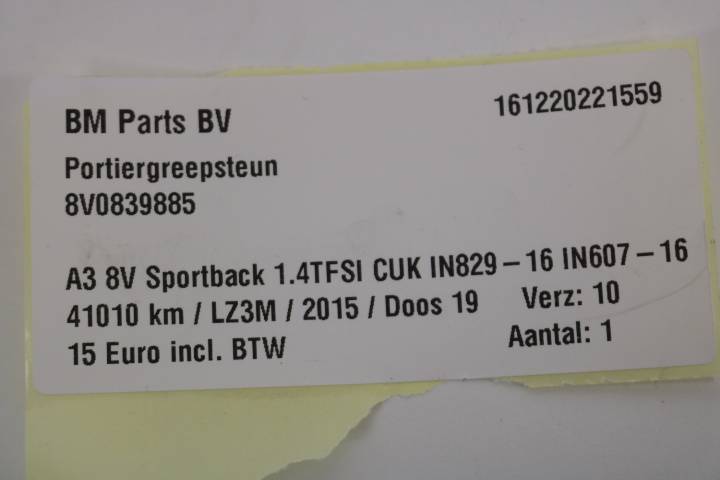 BM Parts BV 161220221559
Portiergreepsteun
8V0839885
A3 8V Sportback 1.4TFSI CUK IN829-16 IN607-16
41010 km / LZ3M / 2015 / Doos 19 Verz: 10
15 Euro incl. BTW Aantal: 1